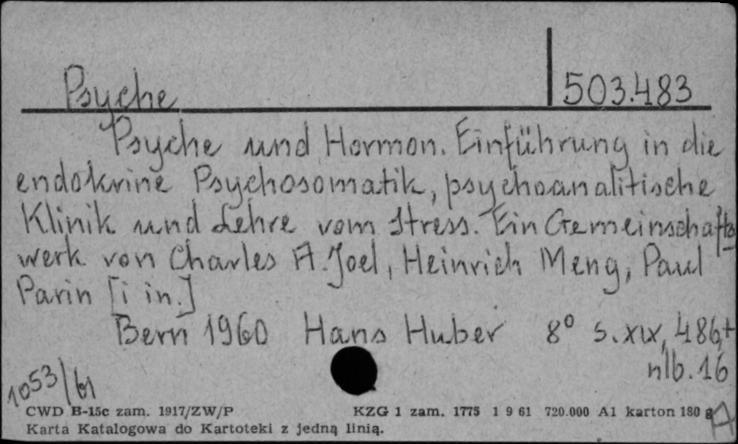 Psyche 503.483
Psyche und Hormon. Einführung in die
endokrine Psychosomatik, psychoanalitische
Klinik und Lehre vom Stress. Ein Gemeinschafts
werk von Charles A. Joel, Heinrich Meng, Paul
Parin [i in.]
Bern 1960 Hans Huber 8° s. XIX, 486,+
nlb. 16
1053/61
CWD B-15c zam. 1917/ZW/P KZG 1 zam. 1775 1 9 61 720.000 A1 karton 180 g
Karta Katalogowa do Kartoteki z jedną linią.
A